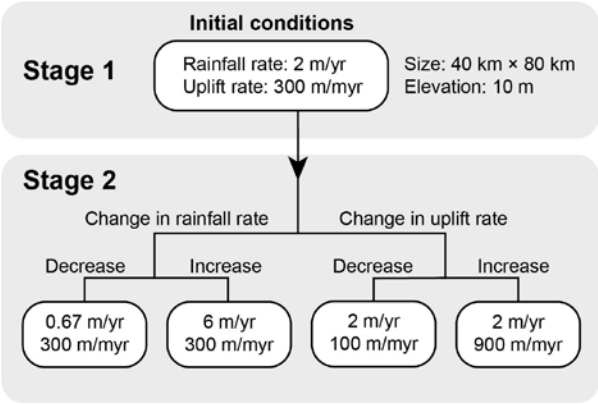 Initial conditions
Stage 1
Rainfall rate: 2 m/yr
Uplift rate: 300 m/myr
Size: 40 km × 80 km
Elevation: 10 m
Stage 2
Change in rainfall rate
Change in uplift rate
Decrease
Increase
Decrease
Increase
0.67 m/yr
300 m/myr
6 m/yr
300 m/myr
2 m/yr
100 m/myr
2 m/yr
900 m/myr